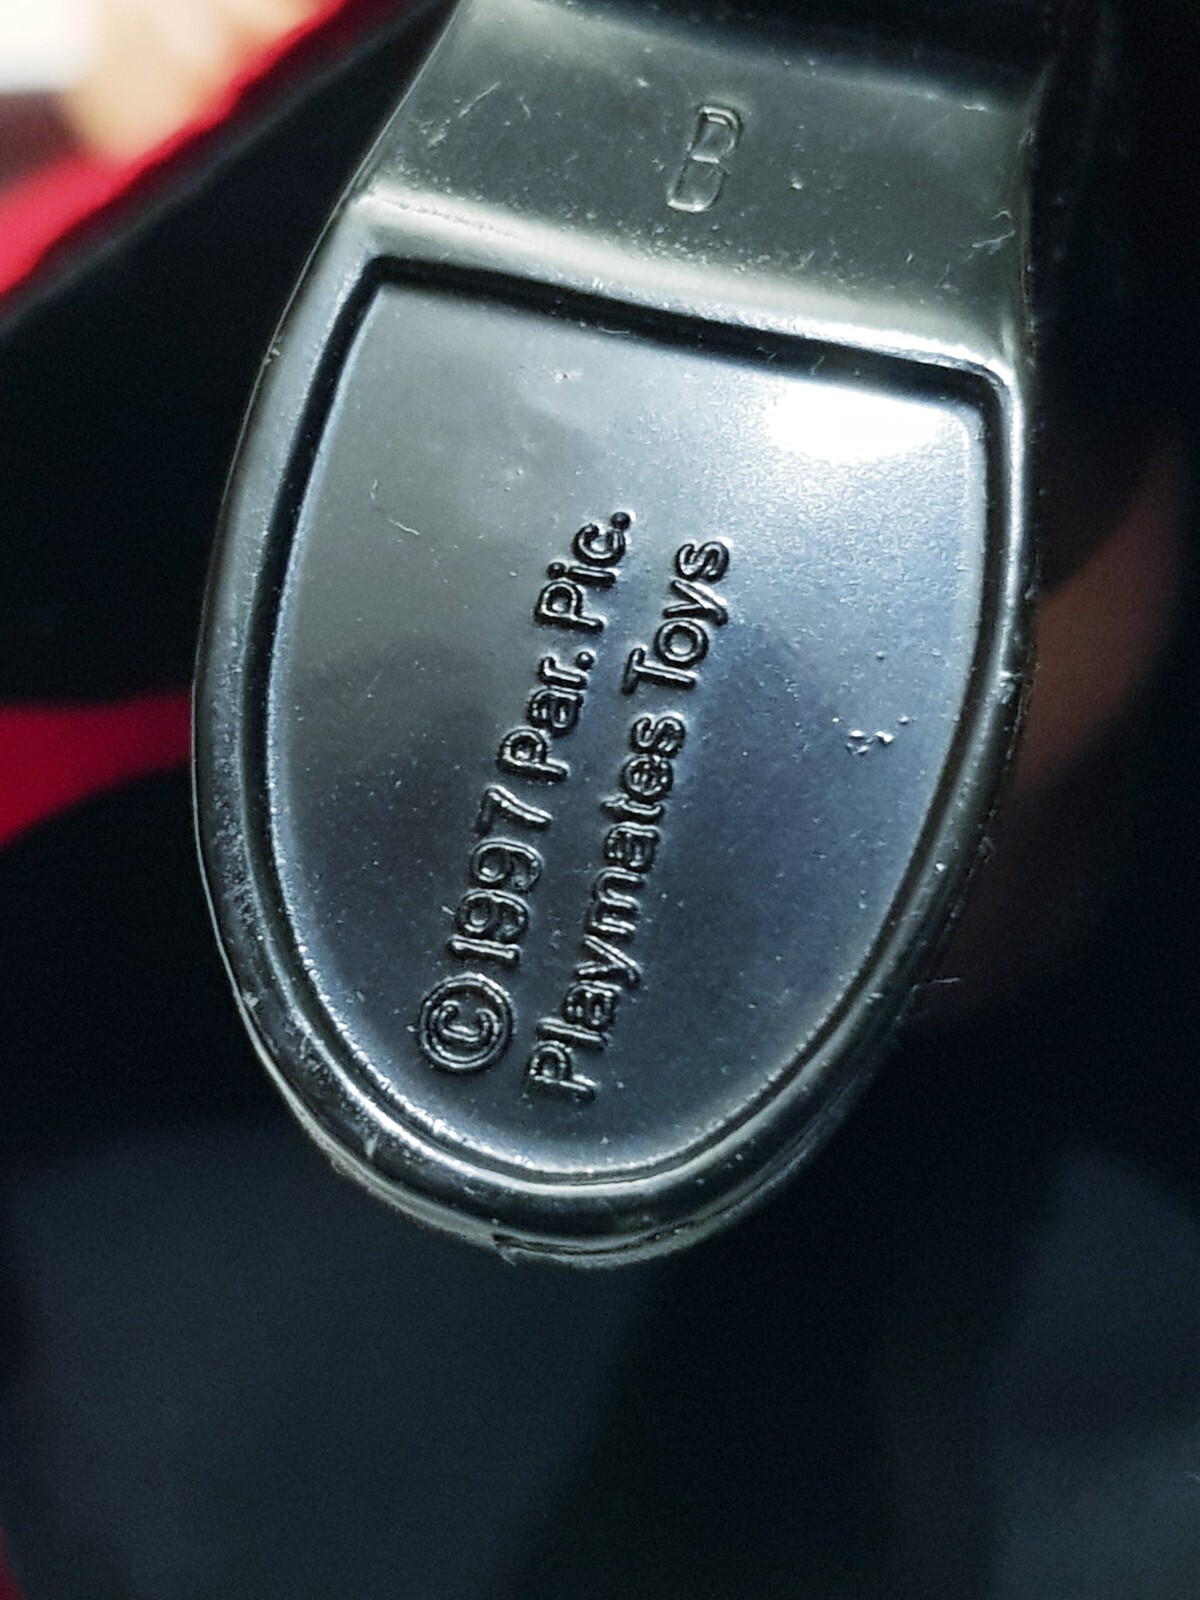 B
© 1997 Par. Pic.
Playmates Toys